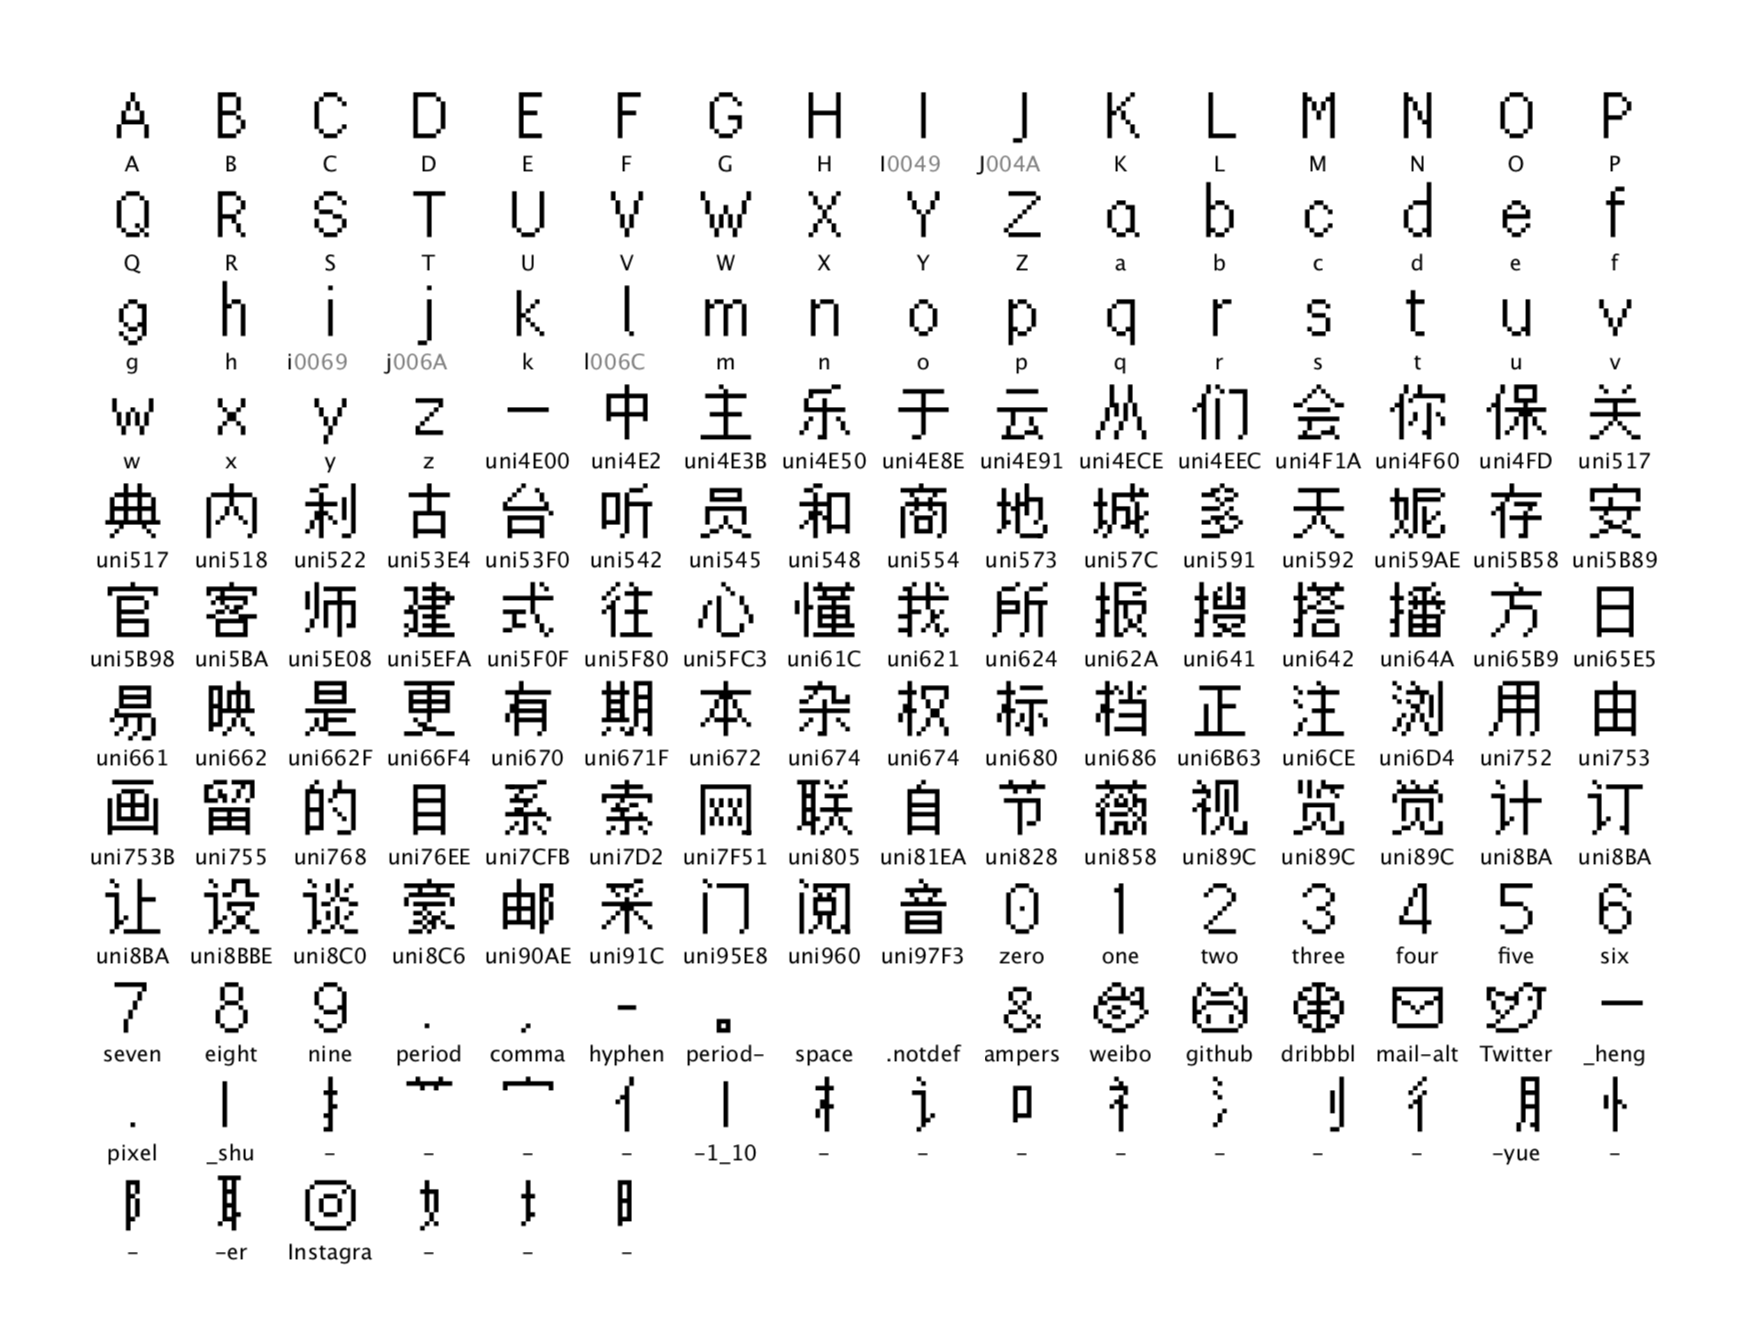 A B C D E F G H I J K L M N O P
A B C D E F G H I0049 J004A K L M N O P
Q R S T U V W X Y Z a b c d e f
Q R S T U V W X Y Z a b c d e f
g h i j k l m n o p q r s t u v
g h i0069 j006A k l006C m n o p q r s t u v
w x y z 一 中 主 乐 于 云 从 们 会 你 保 关
w x y z uni4E00 uni4E2 uni4E3B uni4E50 uni4E8E uni4E91 uni4ECE uni4EEC uni4F1A uni4F60 uni4FD uni517
典 内 利 古 台 听 员 和 商 地 城 多 天 妮 存 安
uni517 uni518 uni522 uni53E4 uni53F0 uni542 uni545 uni548 uni554 uni573 uni57C uni591 uni592 uni59AE uni5B58 uni5B89
官 客 师 建 式 往 心 懂 我 所 报 搜 搭 播 方 日
uni5B98 uni5BA uni5E08 uni5EFA uni5F0F uni5F80 uni5FC3 uni61C uni621 uni624 uni62A uni641 uni642 uni64A uni65B9 uni65E5
易 映 是 更 有 期 本 杂 权 标 档 正 注 浏 用 由
uni661 uni662 uni662F uni66F4 uni670 uni671F uni672 uni674 uni674 uni680 uni686 uni6B63 uni6CE uni6D4 uni752 uni753
画 留 的 目 系 索 网 联 自 节 薇 视 览 觉 计 订
uni753B uni755 uni768 uni76EE uni7CFB uni7D2 uni7F51 uni805 uni81EA uni828 uni858 uni89C uni89C uni89C uni8BA uni8BA
让 设 谈 豪 邮 采 门 阅 音 0 1 2 3 4 5 6
uni8BA uni8BBE uni8C0 uni8C6 uni90AE uni91C uni95E8 uni960 uni97F3 zero one two three four five six
7 8 9 . , - 。 & 一
seven eight nine period comma hyphen period- space .notdef ampers weibo github dribbbl mail-alt Twitter _heng
pixel _shu - - - - -1_10 - - - - - - - -yue -
- -er Instagra - - -